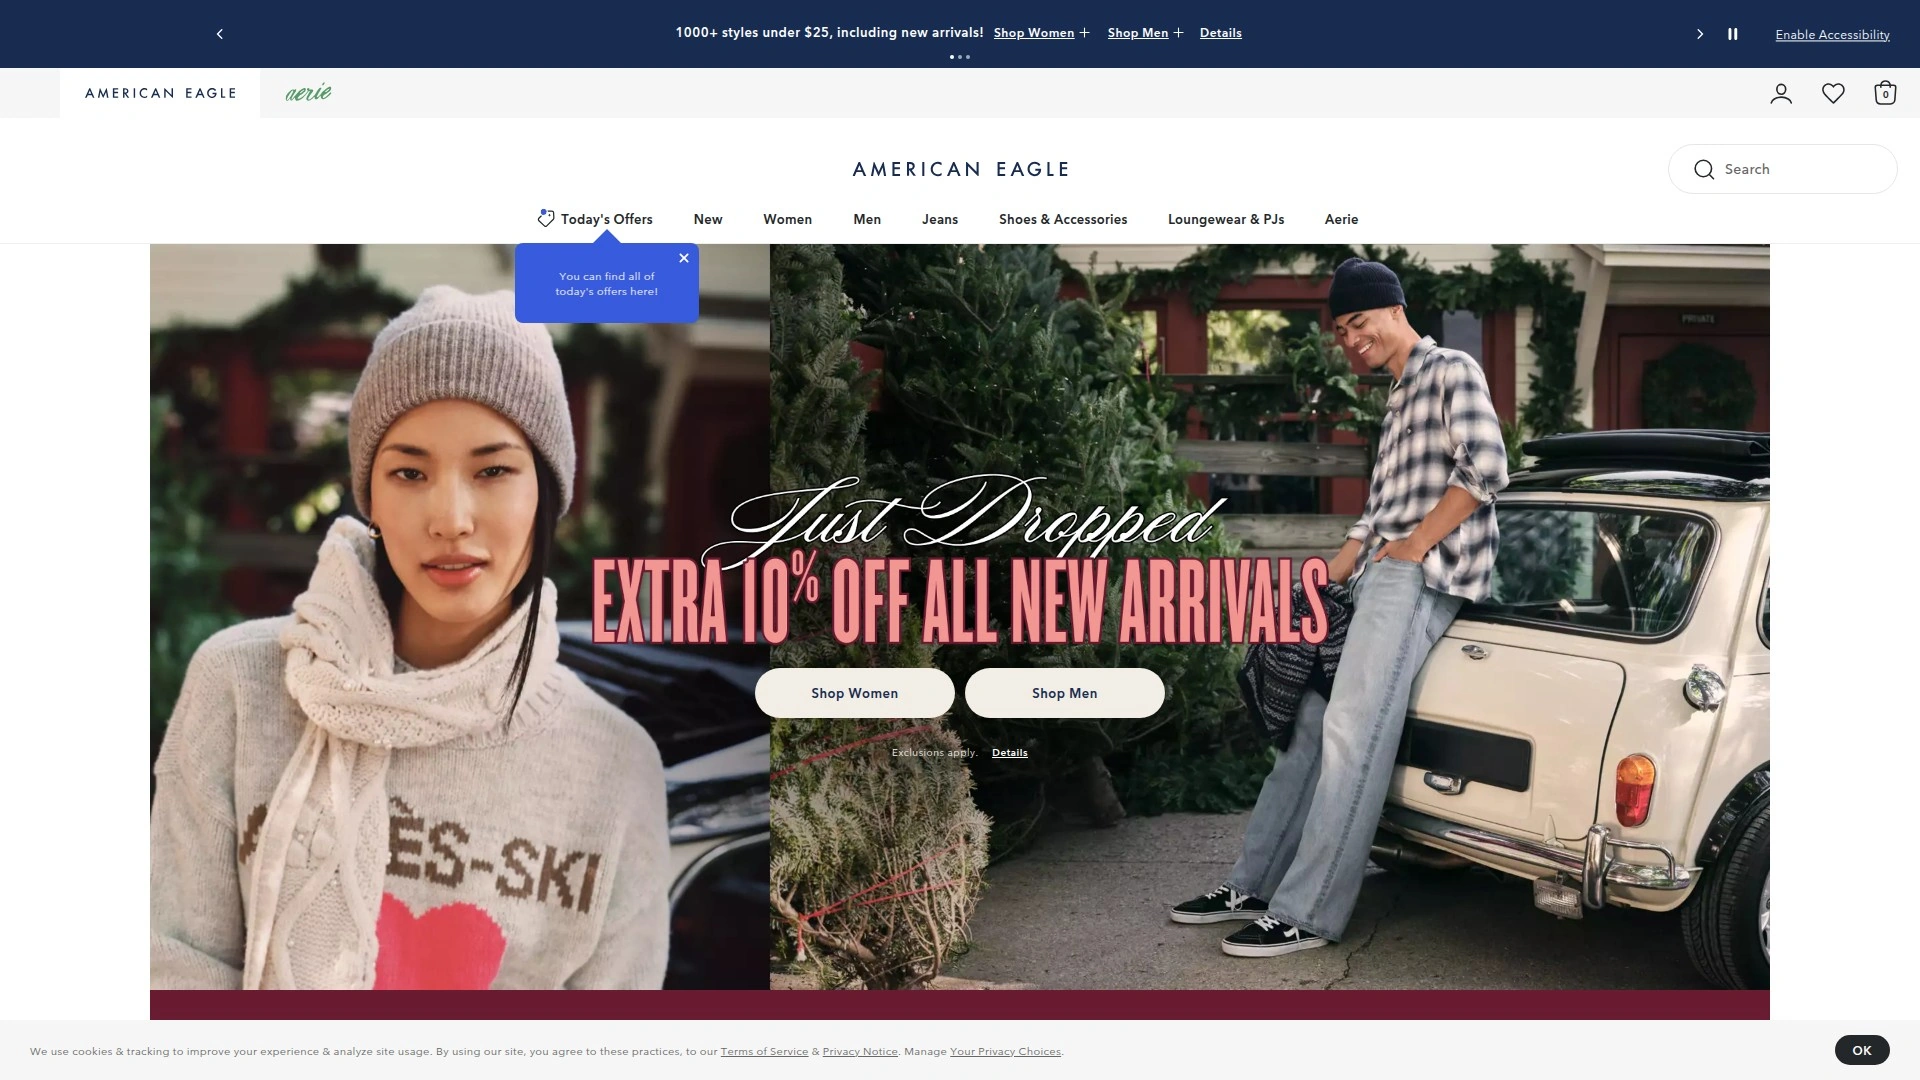 1000+ styles under $25, including new arrivals! Shop Women Shop Men Details
Enable Accessibility
AMERICAN EAGLE
aerie
0
AMERICAN EAGLE
Search
Today's Offers New Women Men Jeans Shoes & Accessories Loungewear & PJs Aerie
You can find all of
today's offers here!
PRIVATE
Just Dropped
EXTRA 10% OFF ALL NEW ARRIVALS
Shop Women Shop Men
Exclusions apply. Details
-SKI
We use cookies & tracking to improve your experience & analyze site usage. By using our site, you agree to these practices, to our Terms of Service & Privacy Notice. Manage Your Privacy Choices.
OK